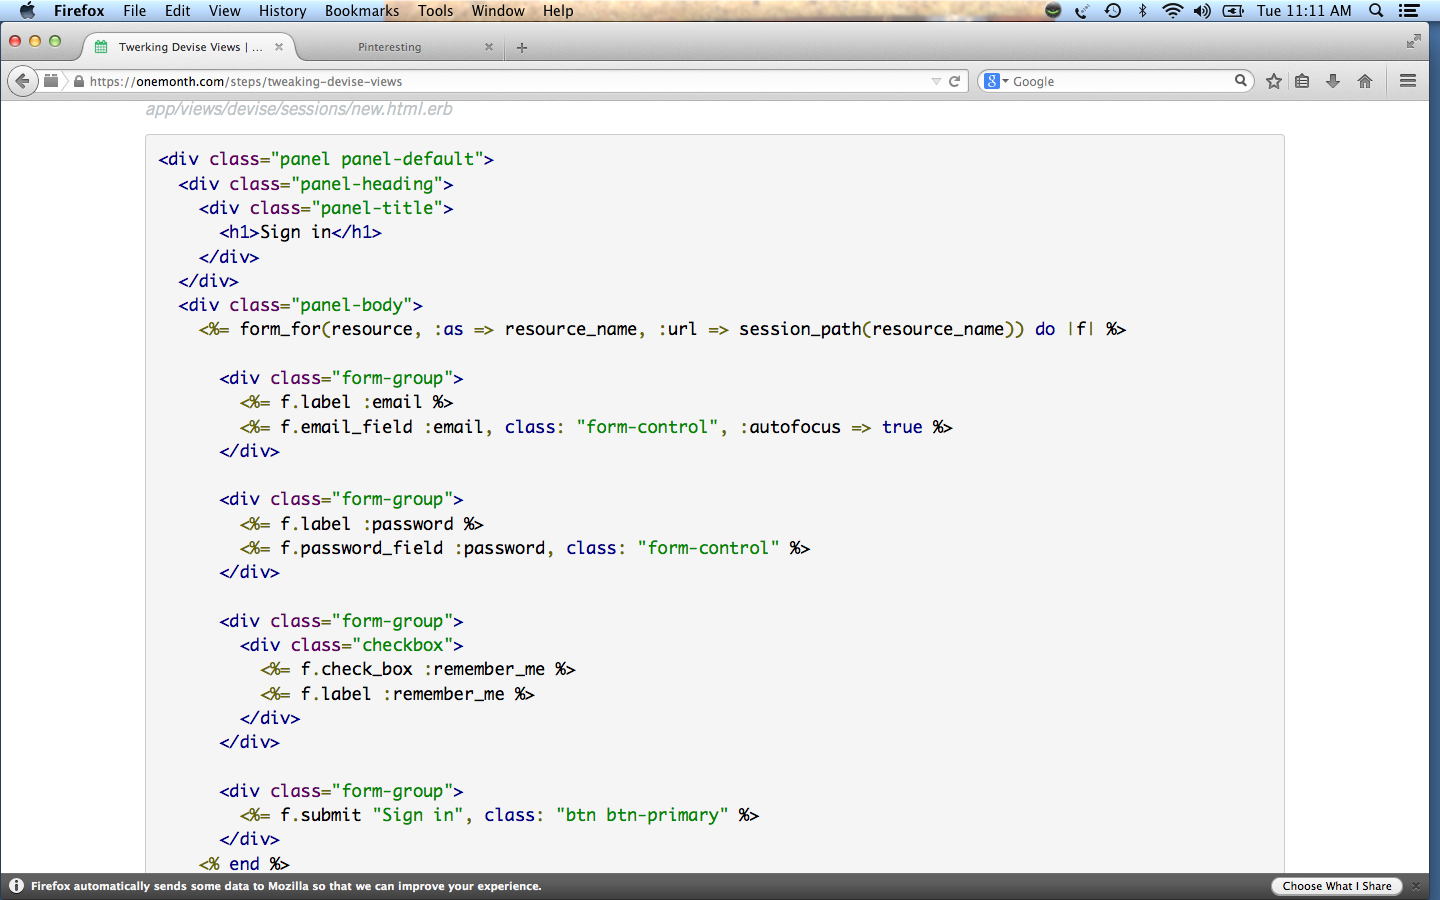 Firefox File Edit View History Bookmarks Tools Window Help Tue 11:11 AM
Twerking Devise Views | ... Pinteresting
https://onemonth.com/steps/tweaking-devise-views Google
app/views/devise/sessions/new.html.erb
<div class="panel panel-default">
<div class="panel-heading">
<div class="panel-title">
<h1>Sign in</h1>
</div>
</div>
<div class="panel-body">
<%= form_for(resource, :as => resource_name, :url => session_path(resource_name)) do |f| %>
<div class="form-group">
<%= f.label :email %>
<%= f.email_field :email, class: "form-control", :autofocus => true %>
</div>
<div class="form-group">
<%= f.label :password %>
<%= f.password_field :password, class: "form-control" %>
</div>
<div class="form-group">
<div class="checkbox">
<%= f.check_box :remember_me %>
<%= f.label :remember_me %>
</div>
</div>
<div class="form-group">
<%= f.submit "Sign in", class: "btn btn-primary" %>
</div>
<% end %>
Firefox automatically sends some data to Mozilla so that we can improve your experience. Choose What I Share